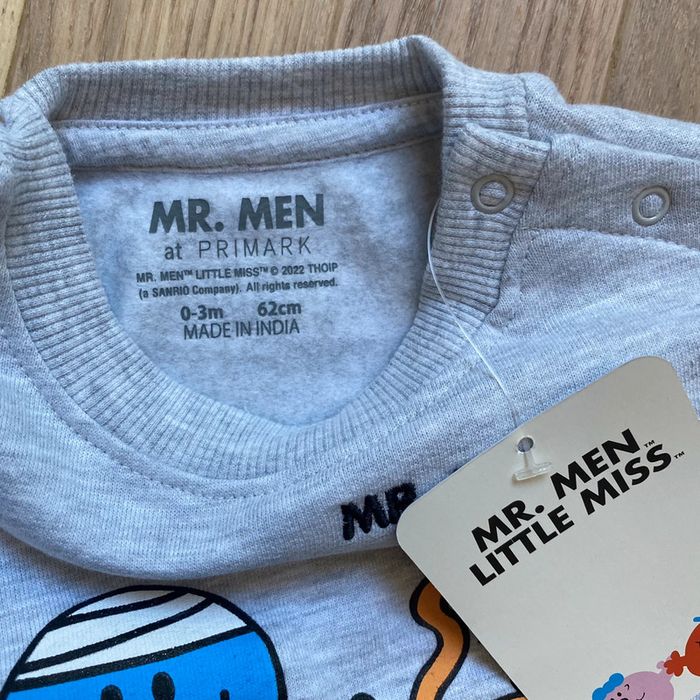 MR. MEN
at PRIMARK
MR. MEN™ LITTLE MISS™ © 2022 THOIP
(a SANRIO Company). All rights reserved.
0-3m 62cm
MADE IN INDIA
MR.
MR. MEN™
LITTLE MISS™